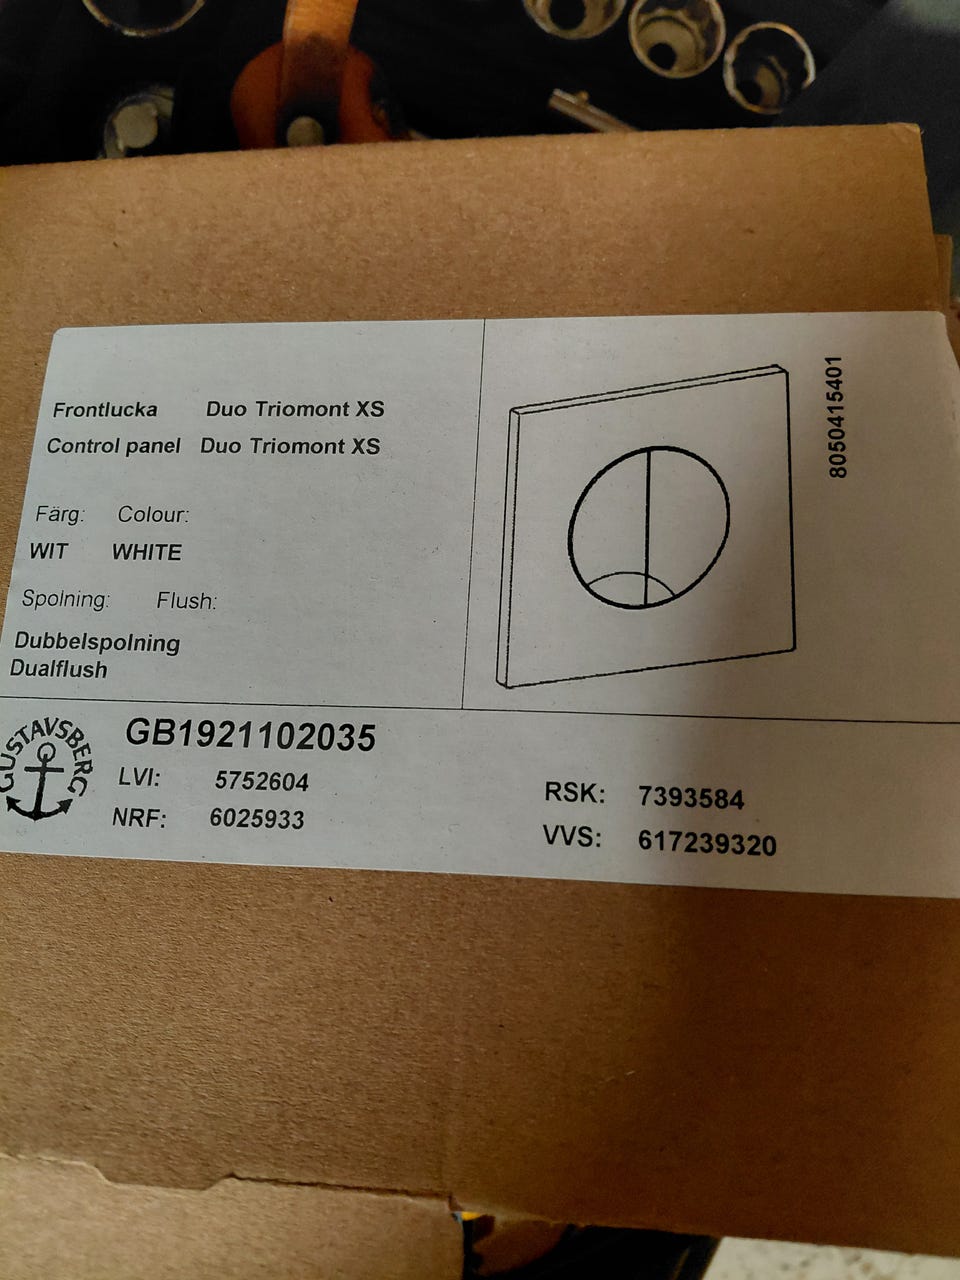 Frontlucka Duo Triomont XS
Control panel Duo Triomont XS
Färg: Colour:
WIT WHITE
Spolning: Flush:
Dubbelspolning
Dualflush
8050415401
GUSTAVSBERG
GB1921102035
LVI: 5752604
NRF: 6025933
RSK: 7393584
VVS: 617239320